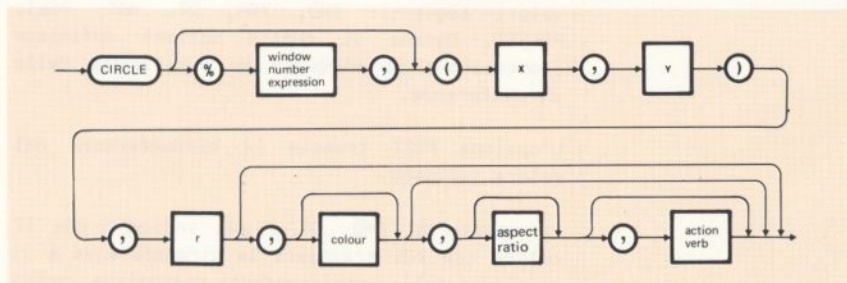 CIRCLE % window number expression , ( X , Y )
, r , colour , aspect ratio , action verb